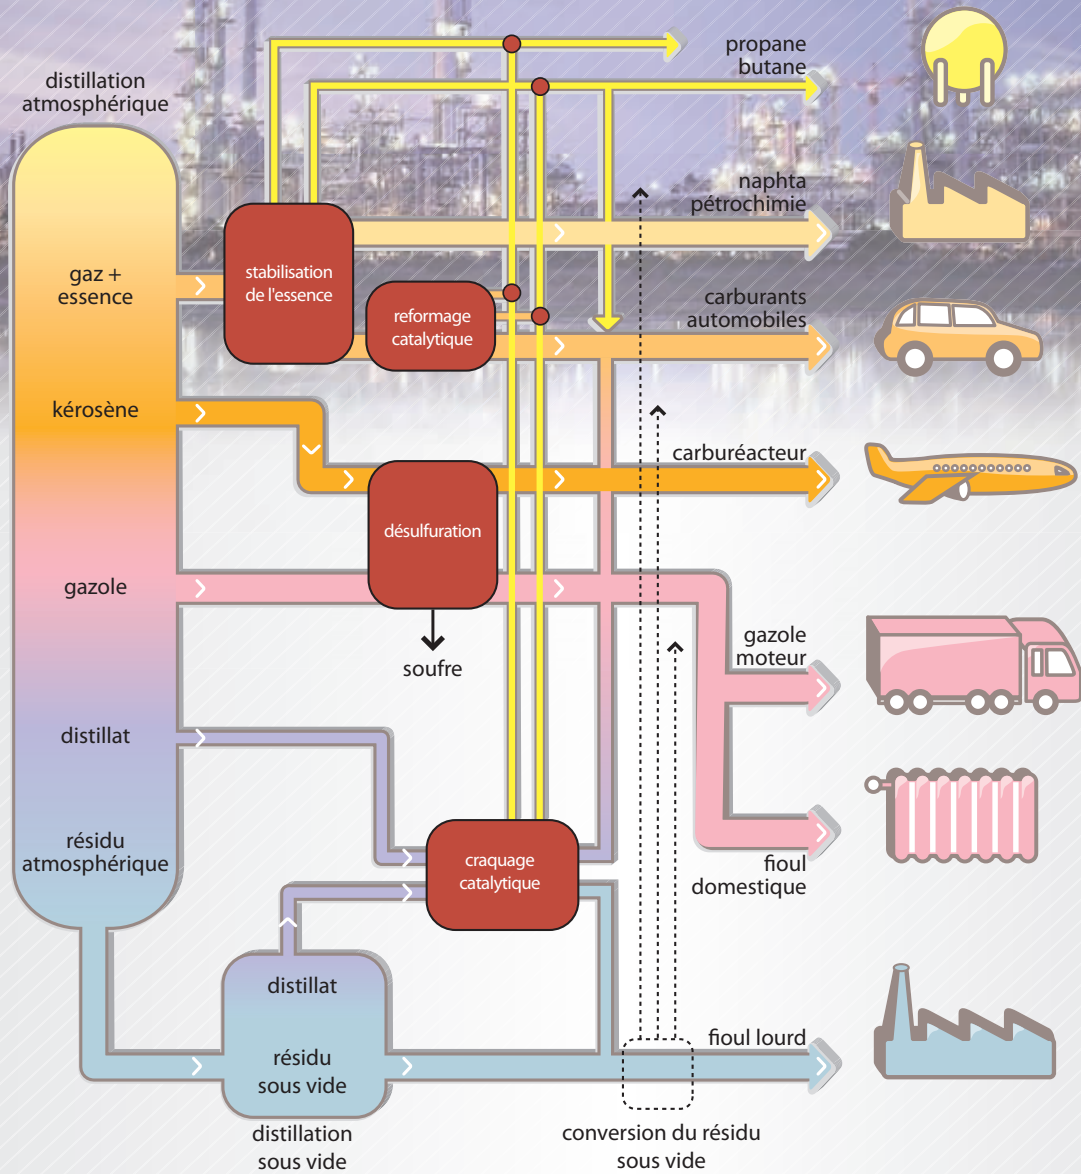 distillation
atmosphérique
gaz +
essence
kérosène
gazole
distillat
résidu
atmosphérique
stabilisation
de l'essence
reformage
catalytique
désulfuration
soufre
craquage
catalytique
distillat
résidu
sous vide
distillation
sous vide
conversion du résidu
sous vide
propane
butane
naphta
pétrochimie
carburants
automobiles
carburéacteur
gazole
moteur
fioul
domestique
fioul lourd